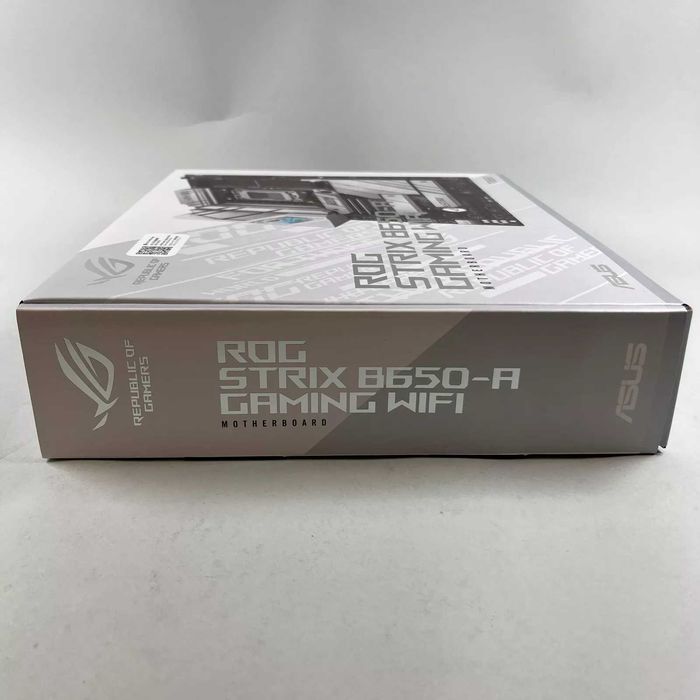 REPUBLIC OF
GAMERS
ROG
STRIX B650-A
GAMING WIFI
MOTHERBOARD
ASUS
REPUBLIC OF
GAMERS
ROG
STRIX B650-A
GAMING WIFI
MOTHERBOARD
ASUS